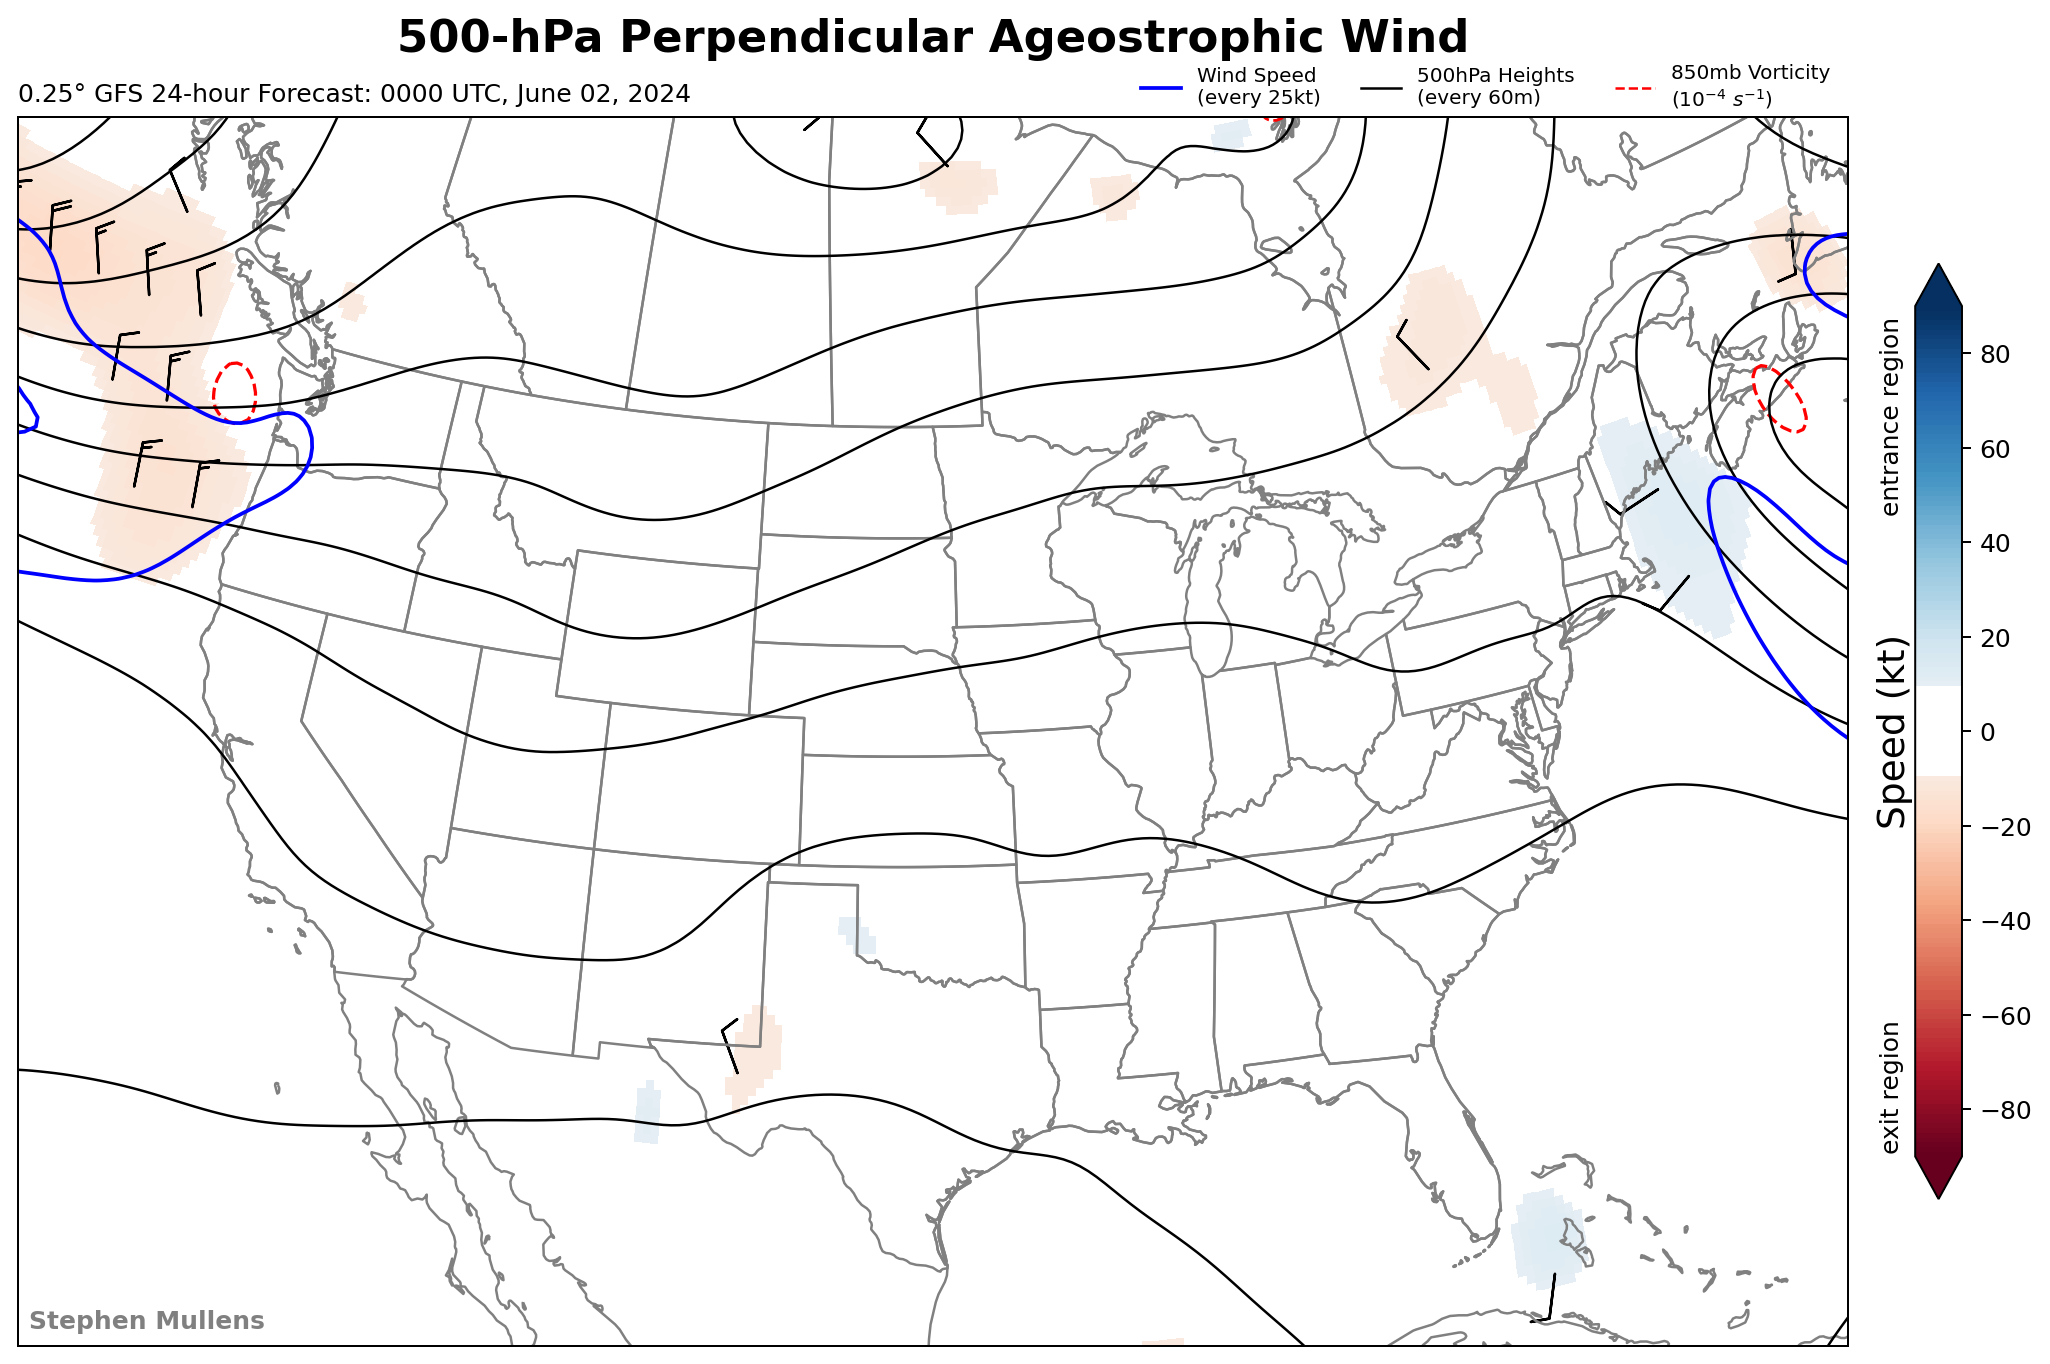 500-hPa Perpendicular Ageostrophic Wind
0.25° GFS 24-hour Forecast: 0000 UTC, June 02, 2024
Wind Speed
(every 25kt)
500hPa Heights
(every 60m)
850mb Vorticity
(10⁻⁴ s⁻¹)
entrance region
Speed (kt)
exit region
80
60
40
20
0
−20
−40
−60
−80
Stephen Mullens